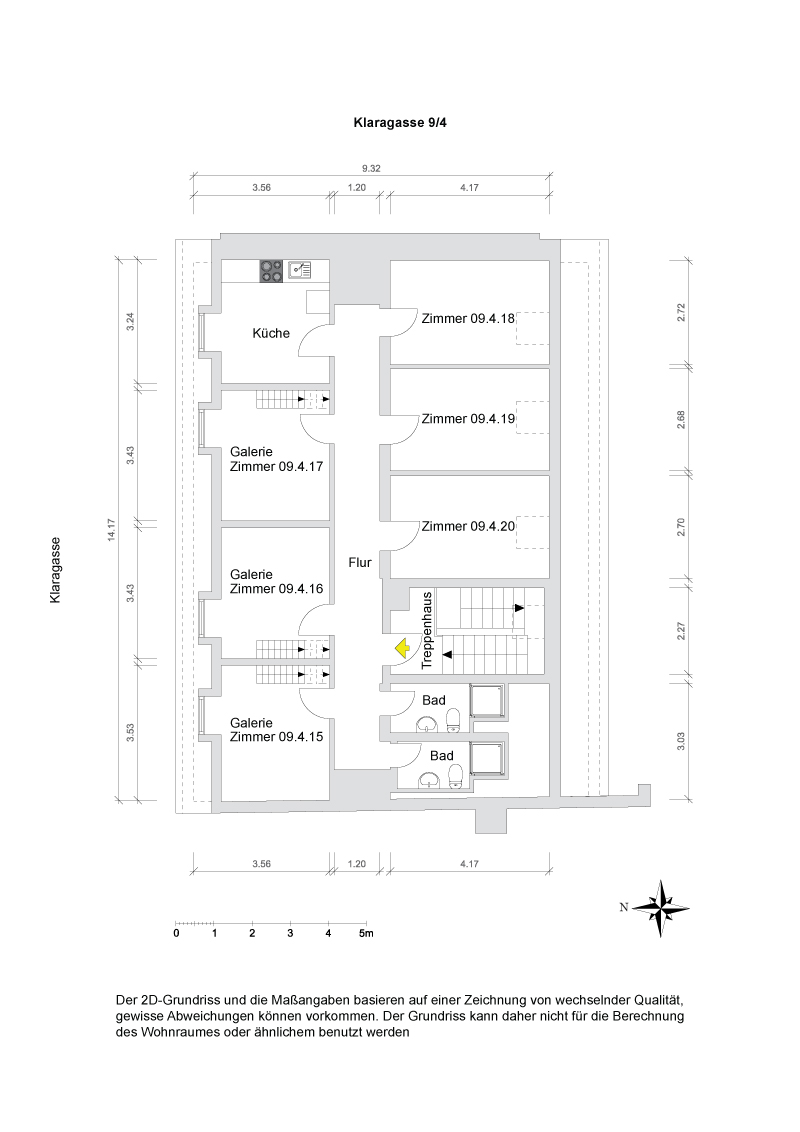 Klaragasse 9/4
9.32
3.56
1.20
4.17
3.24
3.43
14.17
3.43
3.53
Klaragasse
Küche
Zimmer 09.4.18
Galerie
Zimmer 09.4.17
Zimmer 09.4.19
Galerie
Zimmer 09.4.16
Zimmer 09.4.20
Flur
Treppenhaus
Galerie
Zimmer 09.4.15
Bad
Bad
2.72
2.68
2.70
2.27
3.03
3.56
1.20
4.17
N
0 1 2 3 4 5m
Der 2D-Grundriss und die Maßangaben basieren auf einer Zeichnung von wechselnder Qualität,
gewisse Abweichungen können vorkommen. Der Grundriss kann daher nicht für die Berechnung
des Wohnraumes oder ähnlichem benutzt werden